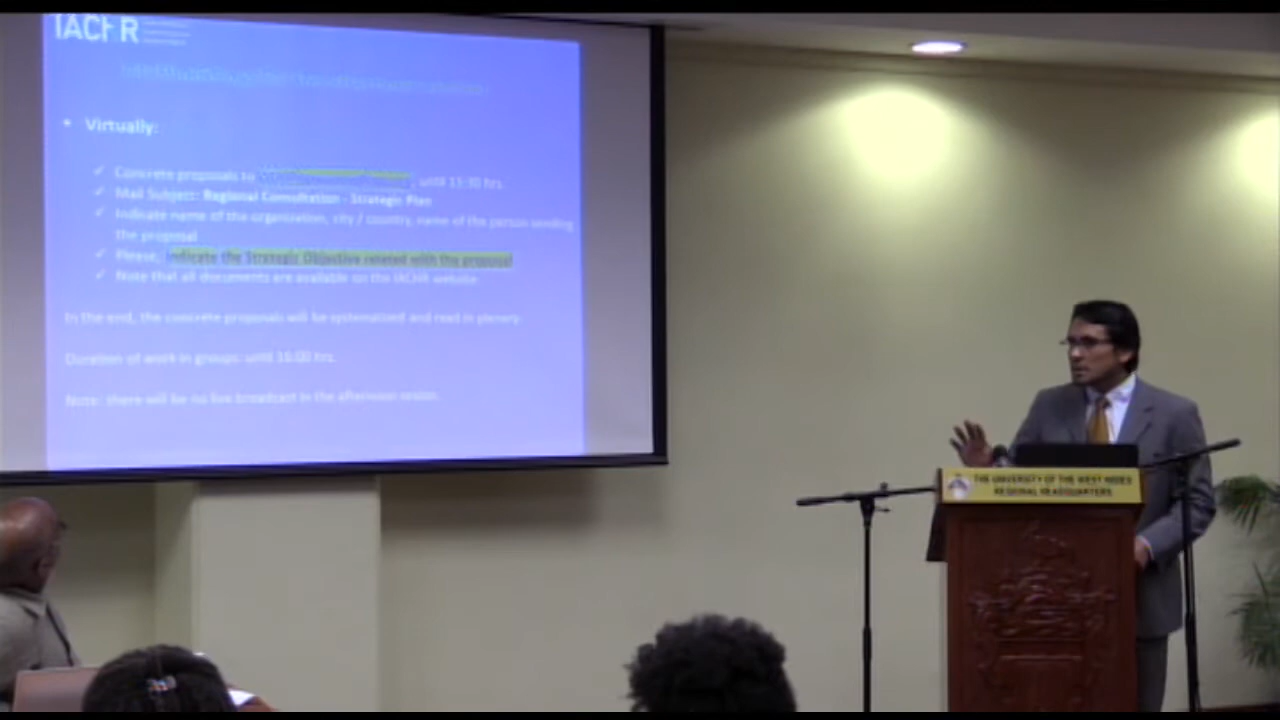 IACHR
• Virtually:
✓ Concrete proposals to , until 15:30 hrs.
✓ Mail Subject: Regional Consultation - Strategic Plan
✓ Indicate name of the organization, city / country, name of the person sending
the proposal
✓ Please, indicate the Strategic Objective related with the proposal
✓ Note that all documents are available on the IACHR website
In the end, the concrete proposals will be systematized and read in plenary.
Duration of work in groups: until 16:00 hrs.
Note: there will be no live broadcast in the afternoon session.
THE UNIVERSITY OF THE WEST INDIES
REGIONAL HEADQUARTERS